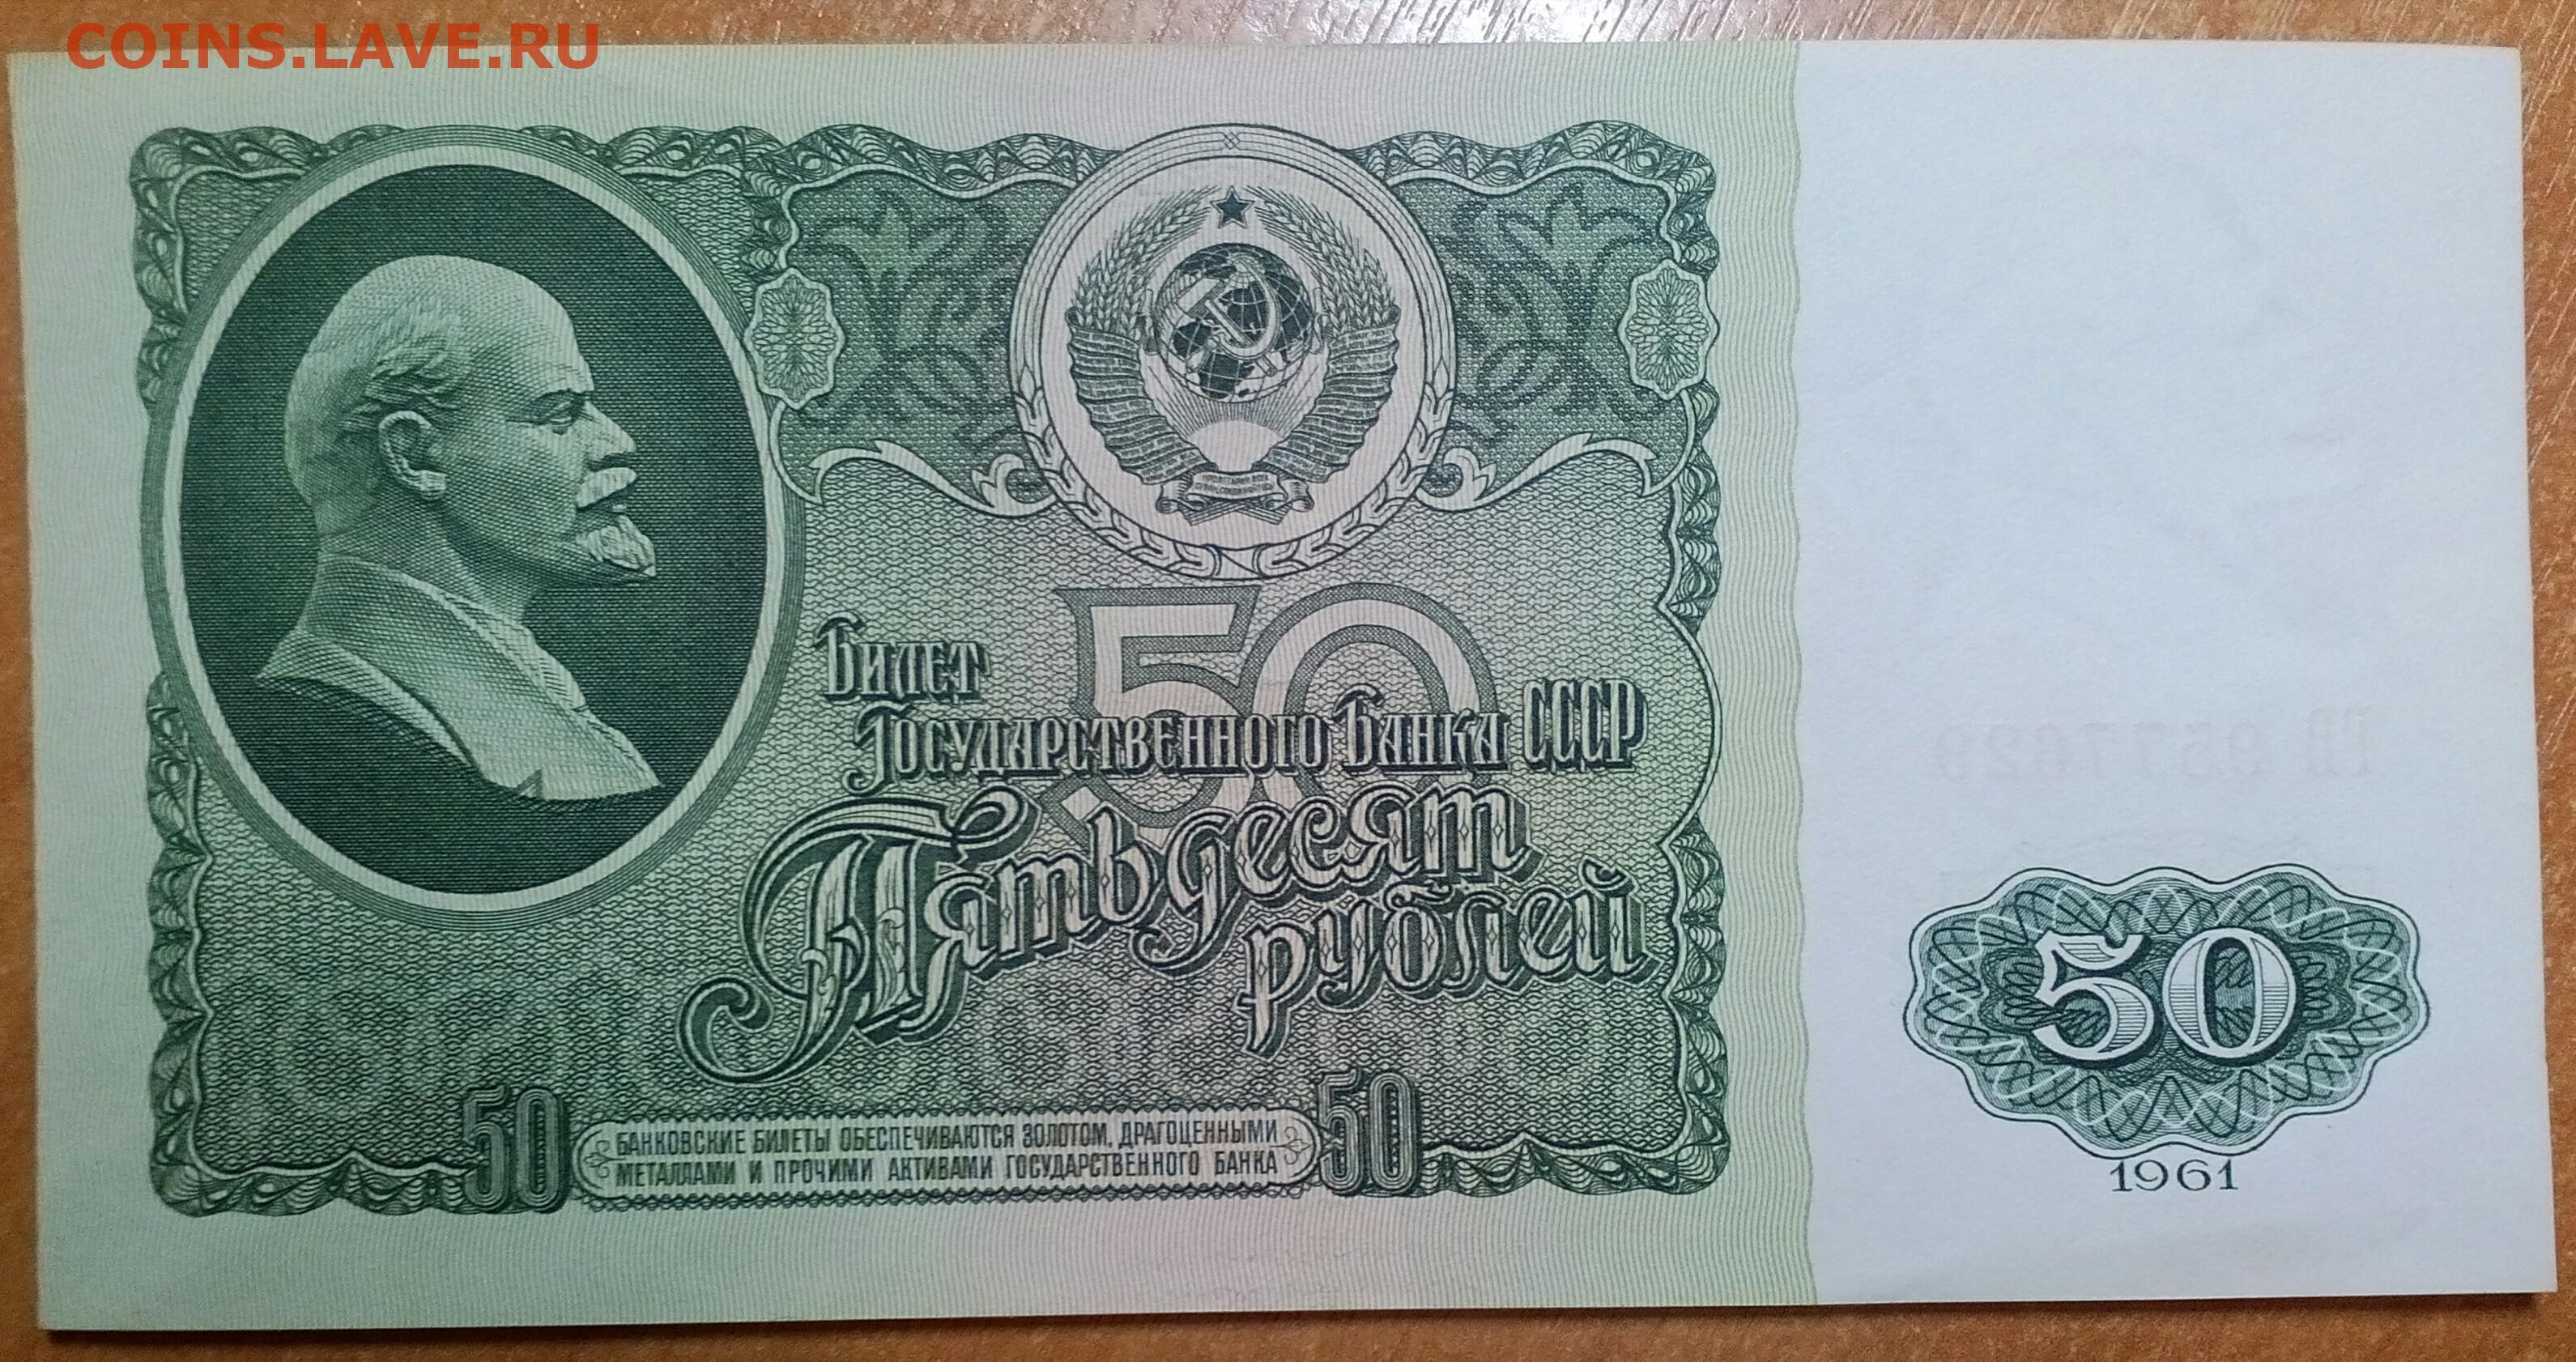 COINS.LAVE.RU
50
Билет
Государственного Банка СССР
Пятьдесят
рублей
50
БАНКОВСКИЕ БИЛЕТЫ ОБЕСПЕЧИВАЮТСЯ ЗОЛОТОМ, ДРАГОЦЕННЫМИ
МЕТАЛЛАМИ И ПРОЧИМИ АКТИВАМИ ГОСУДАРСТВЕННОГО БАНКА
50
50
1961